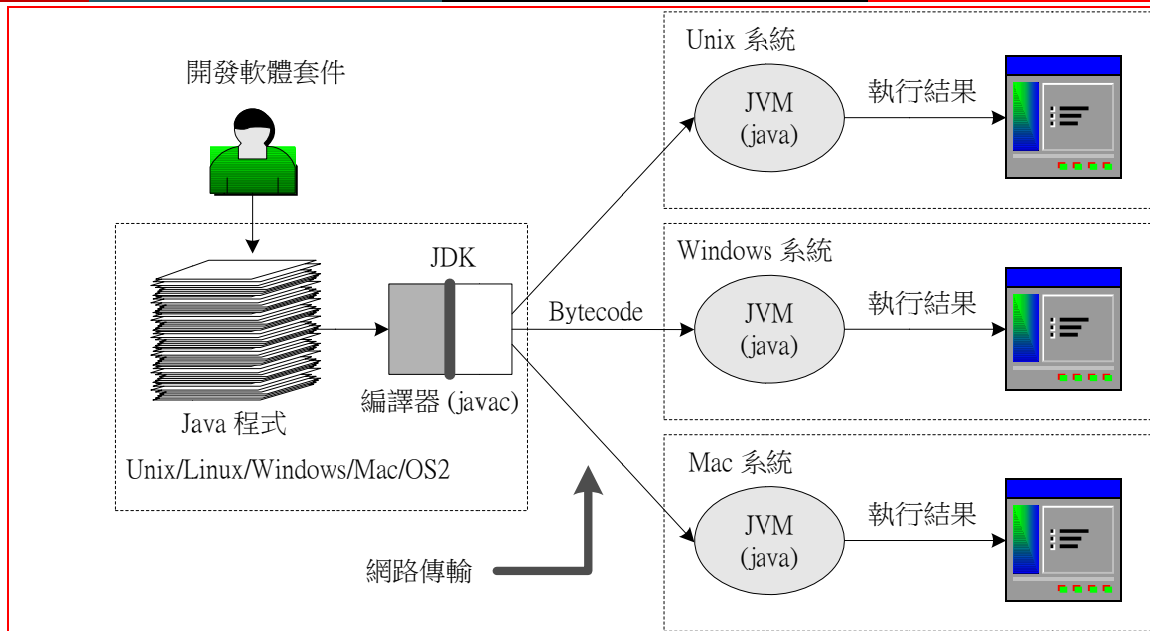 開發軟體套件
JDK
Java 程式
編譯器 (javac)
Unix/Linux/Windows/Mac/OS2
Bytecode
網路傳輸
Unix 系統
JVM
(java)
執行結果
Windows 系統
JVM
(java)
執行結果
Mac 系統
JVM
(java)
執行結果